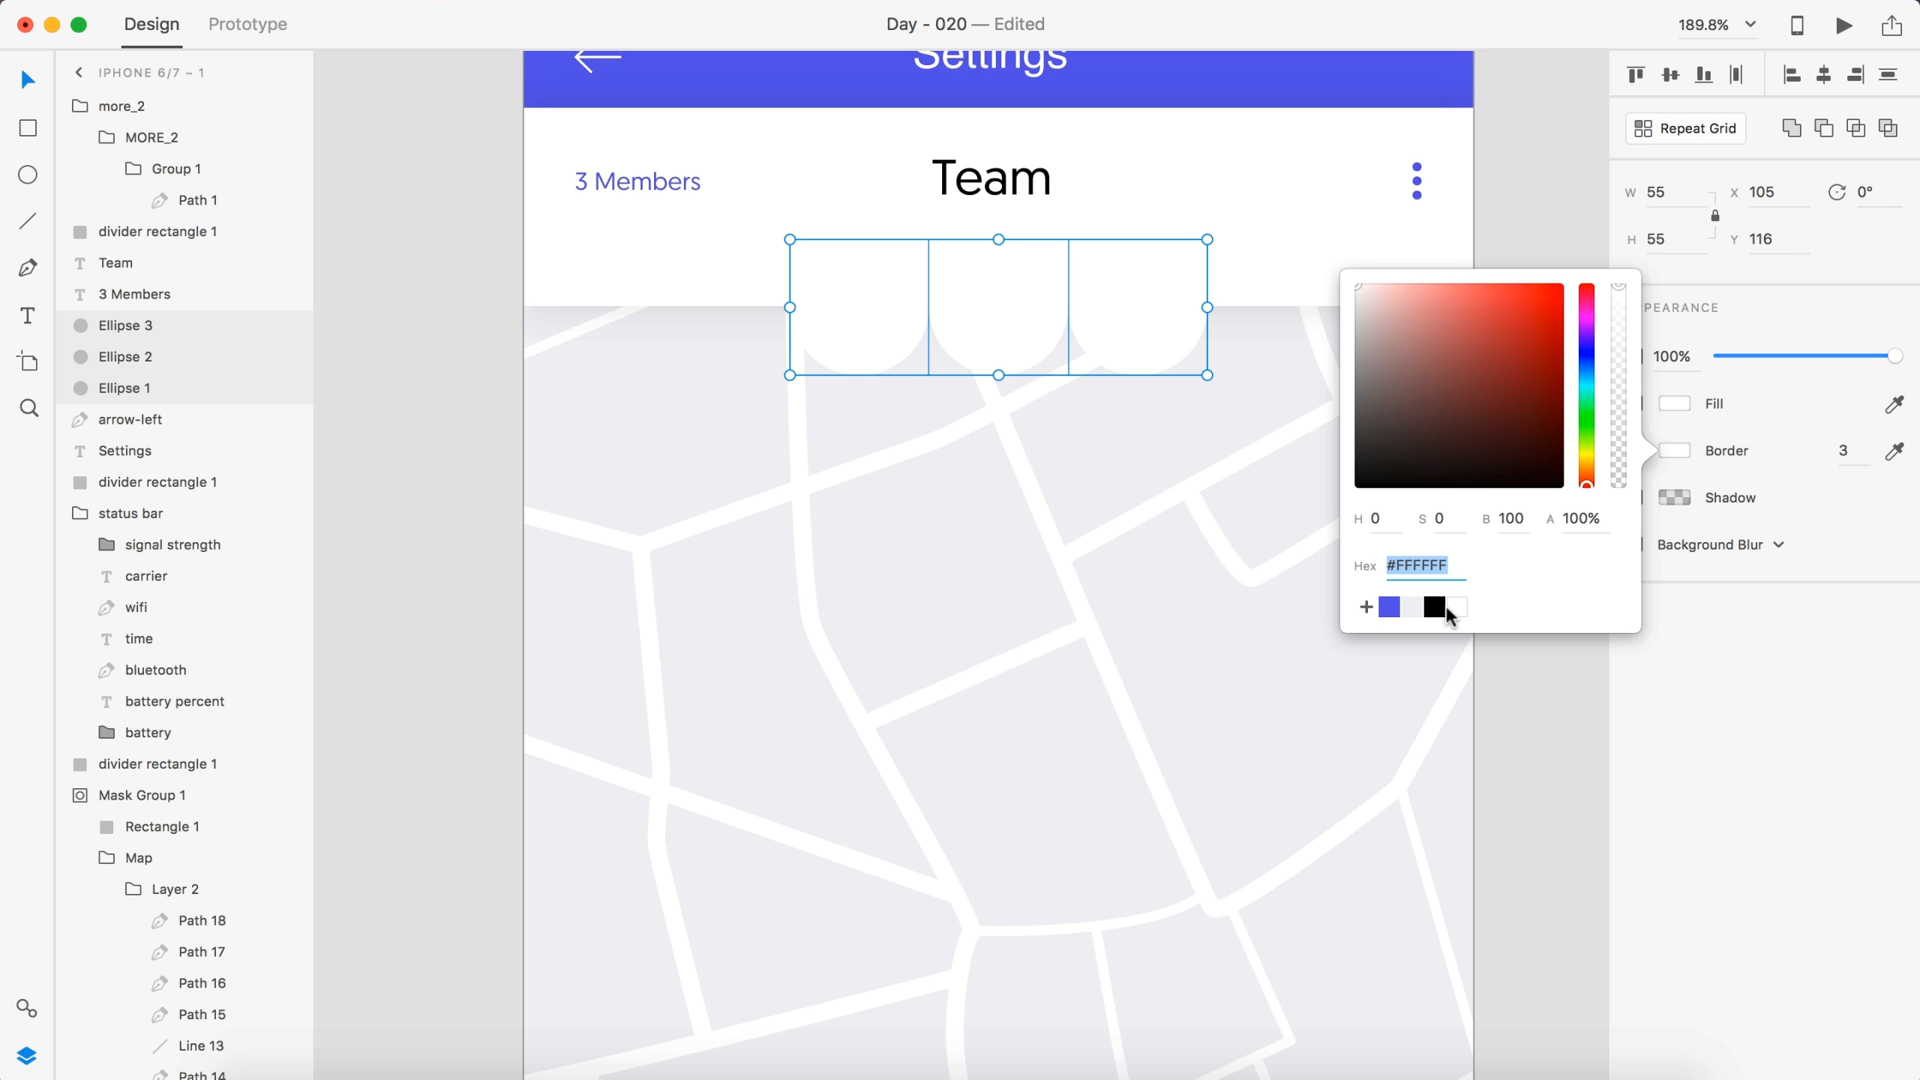 Design
Prototype
Day - 020 — Edited
189.8%
IPHONE 6/7 – 1
more_2
MORE_2
Group 1
Path 1
divider rectangle 1
Team
3 Members
Ellipse 3
Ellipse 2
Ellipse 1
arrow-left
Settings
divider rectangle 1
status bar
signal strength
carrier
wifi
time
bluetooth
battery percent
battery
divider rectangle 1
Mask Group 1
Rectangle 1
Map
Layer 2
Path 18
Path 17
Path 16
Path 15
Line 13
Path 14
Settings
3 Members
Team
Repeat Grid
W 55
X 105
0°
H 55
Y 116
PEARANCE
100%
Fill
Border
3
Shadow
Background Blur
H 0
S 0
B 100
A 100%
Hex #FFFFFF